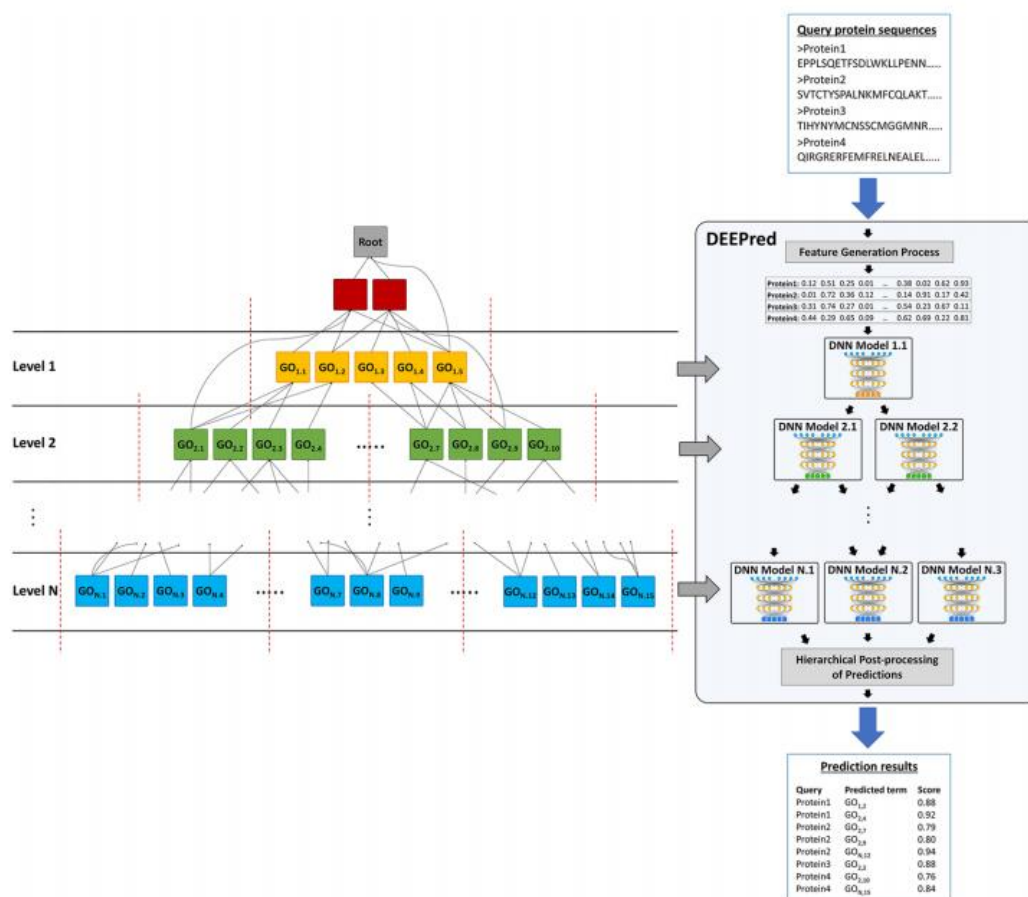 Query protein sequences
>Protein1
EPPLSQETFSDLWKLLPENN.....
>Protein2
SVTCTYSPALNKMFCQLAKT.....
>Protein3
TIHYNYMCNSSCMGGMNR.....
>Protein4
QIRGRERFEMFRELNEALEL.....
DEEPred
Feature Generation Process
Protein1: 0.12 0.51 0.25 0.01 ... 0.38 0.02 0.62 0.93
Protein2: 0.01 0.72 0.36 0.12 ... 0.14 0.91 0.17 0.42
Protein3: 0.31 0.74 0.27 0.01 ... 0.54 0.23 0.67 0.11
Protein4: 0.44 0.29 0.65 0.09 ... 0.62 0.69 0.22 0.81
Root
Level 1
GO1.1 GO1.2 GO1.3 GO1.4 GO1.5
DNN Model 1.1
Level 2
GO2.1 GO2.2 GO2.3 GO2.4 ..... GO2.7 GO2.8 GO2.9 GO2.10
DNN Model 2.1 DNN Model 2.2
Level N
GON.1 GON.2 GON.3 GON.4 ..... GON.7 GON.8 GON.9 ..... GON.12 GON.13 GON.14 GON.15
DNN Model N.1 DNN Model N.2 DNN Model N.3
Hierarchical Post-processing
of Predictions
Prediction results
Query Predicted term Score
Protein1 GO1,2 0.88
Protein1 GO2,4 0.92
Protein2 GO2,7 0.79
Protein2 GO2,9 0.80
Protein2 GON,12 0.94
Protein3 0.88
Protein4 GO2,10 0.76
Protein4 GON,15 0.84